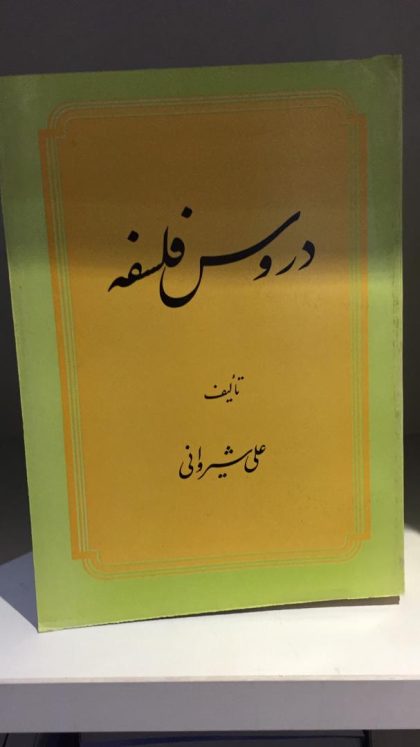 دروس فلسفه
تألیف
علی شیروانی